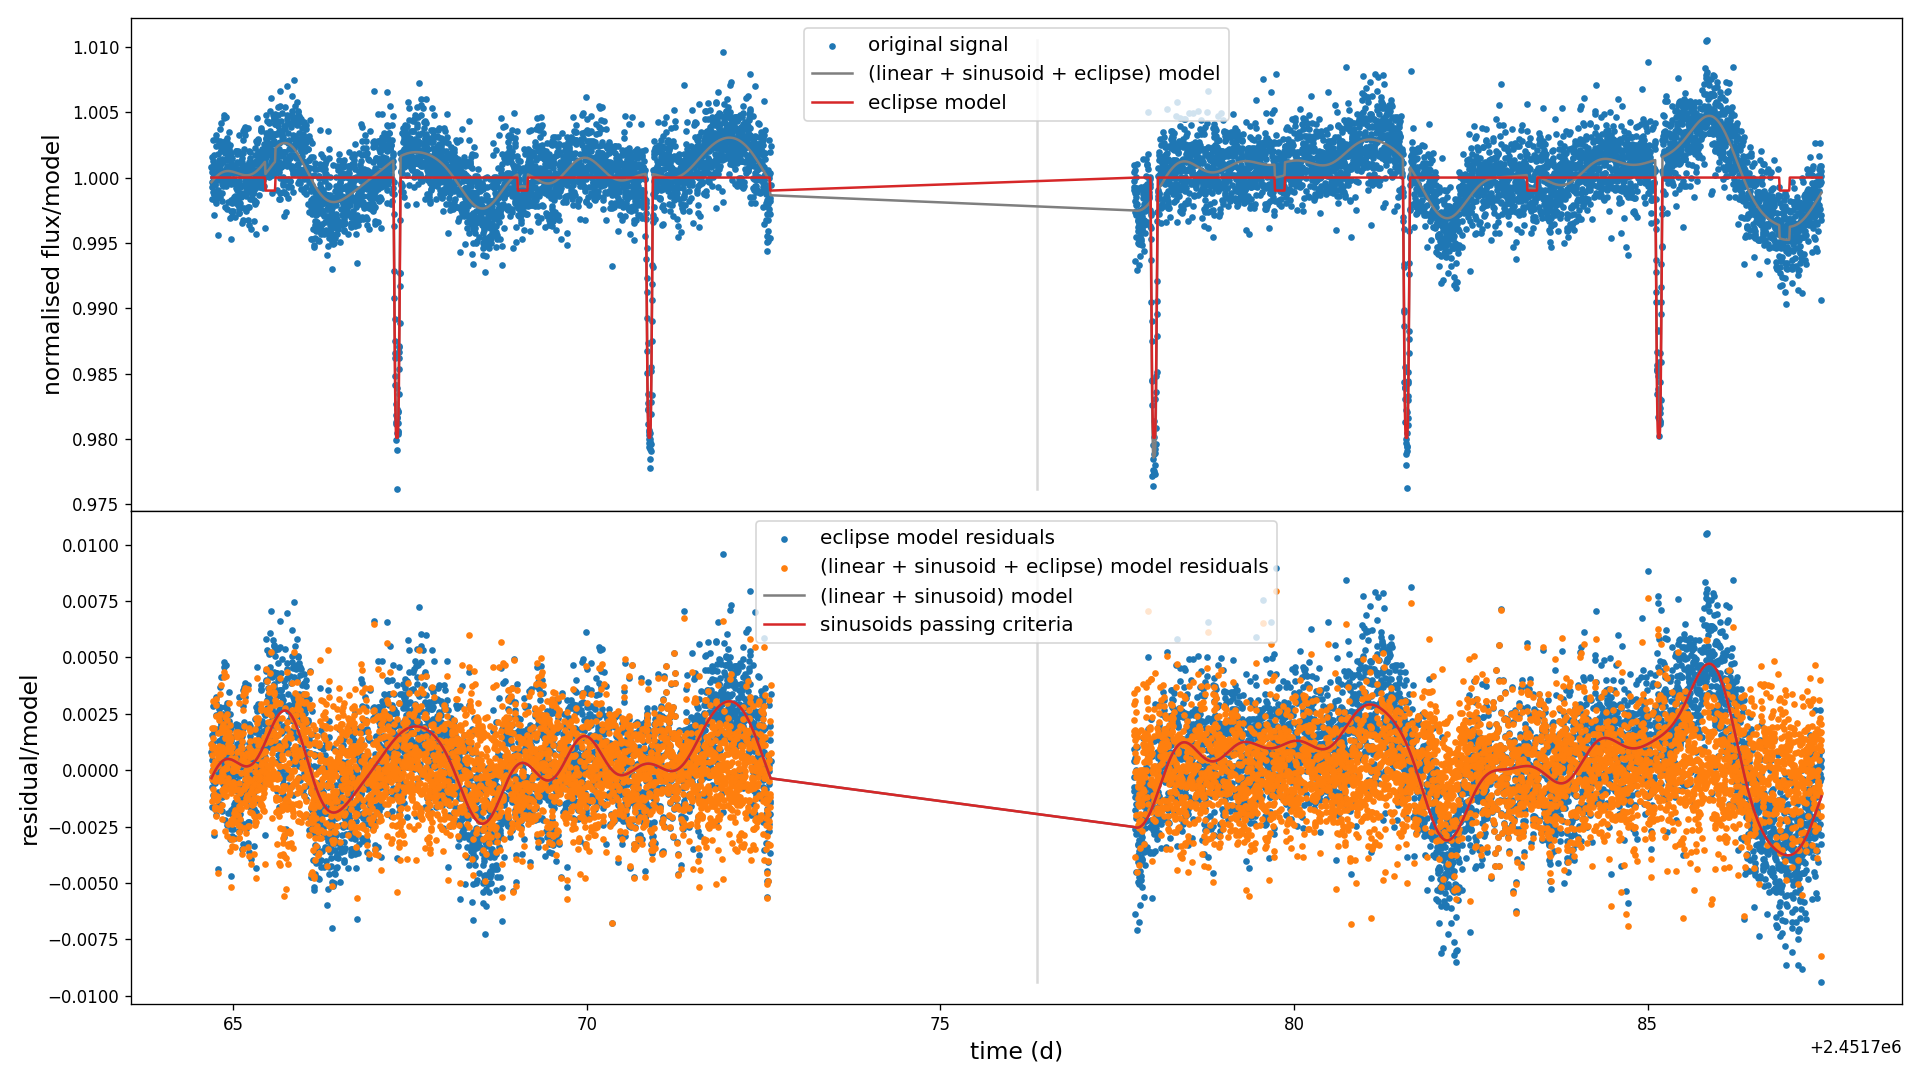 original signal
(linear + sinusoid + eclipse) model
eclipse model
normalised flux/model
1.010
1.005
1.000
0.995
0.990
0.985
0.980
0.975
eclipse model residuals
(linear + sinusoid + eclipse) model residuals
(linear + sinusoid) model
sinusoids passing criteria
residual/model
0.0100
0.0075
0.0050
0.0025
0.0000
−0.0025
−0.0050
−0.0075
−0.0100
65 70 75 80 85
time (d)
+2.4517e6